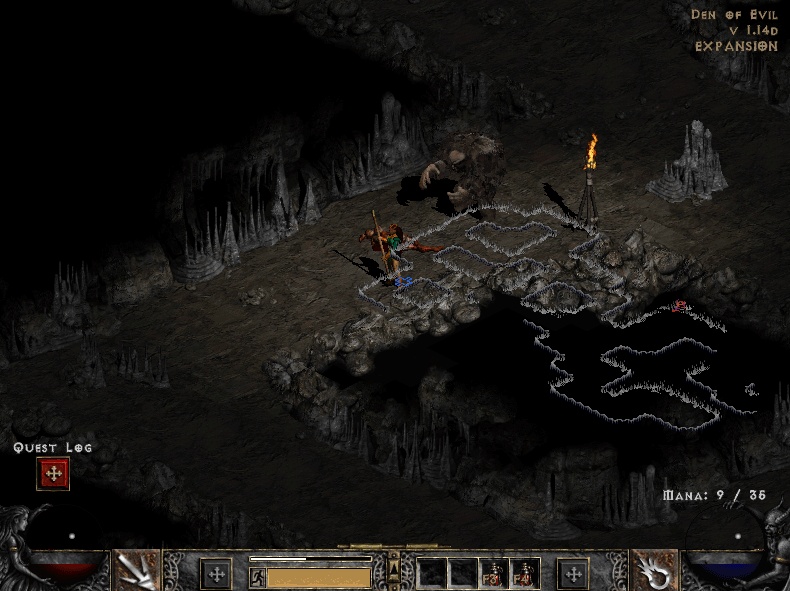 Den of Evil
v 1.14d
EXPANSION
Quest Log
Mana: 9 / 35
F3
F4